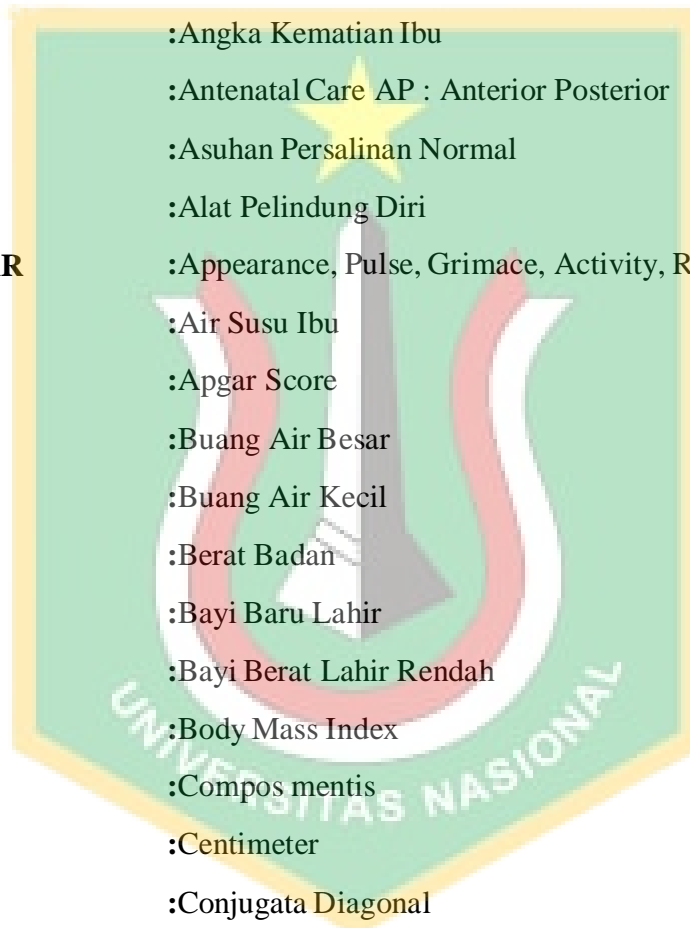 :Angka Kematian Ibu
:Antenatal Care AP : Anterior Posterior
:Asuhan Persalinan Normal
:Alat Pelindung Diri
R :Appearance, Pulse, Grimace, Activity, R
:Air Susu Ibu
:Apgar Score
:Buang Air Besar
:Buang Air Kecil
:Berat Badan
:Bayi Baru Lahir
:Bayi Berat Lahir Rendah
:Body Mass Index
:Compos mentis
:Centimeter
:Conjugata Diagonal
UNIVERSITAS NASIONAL